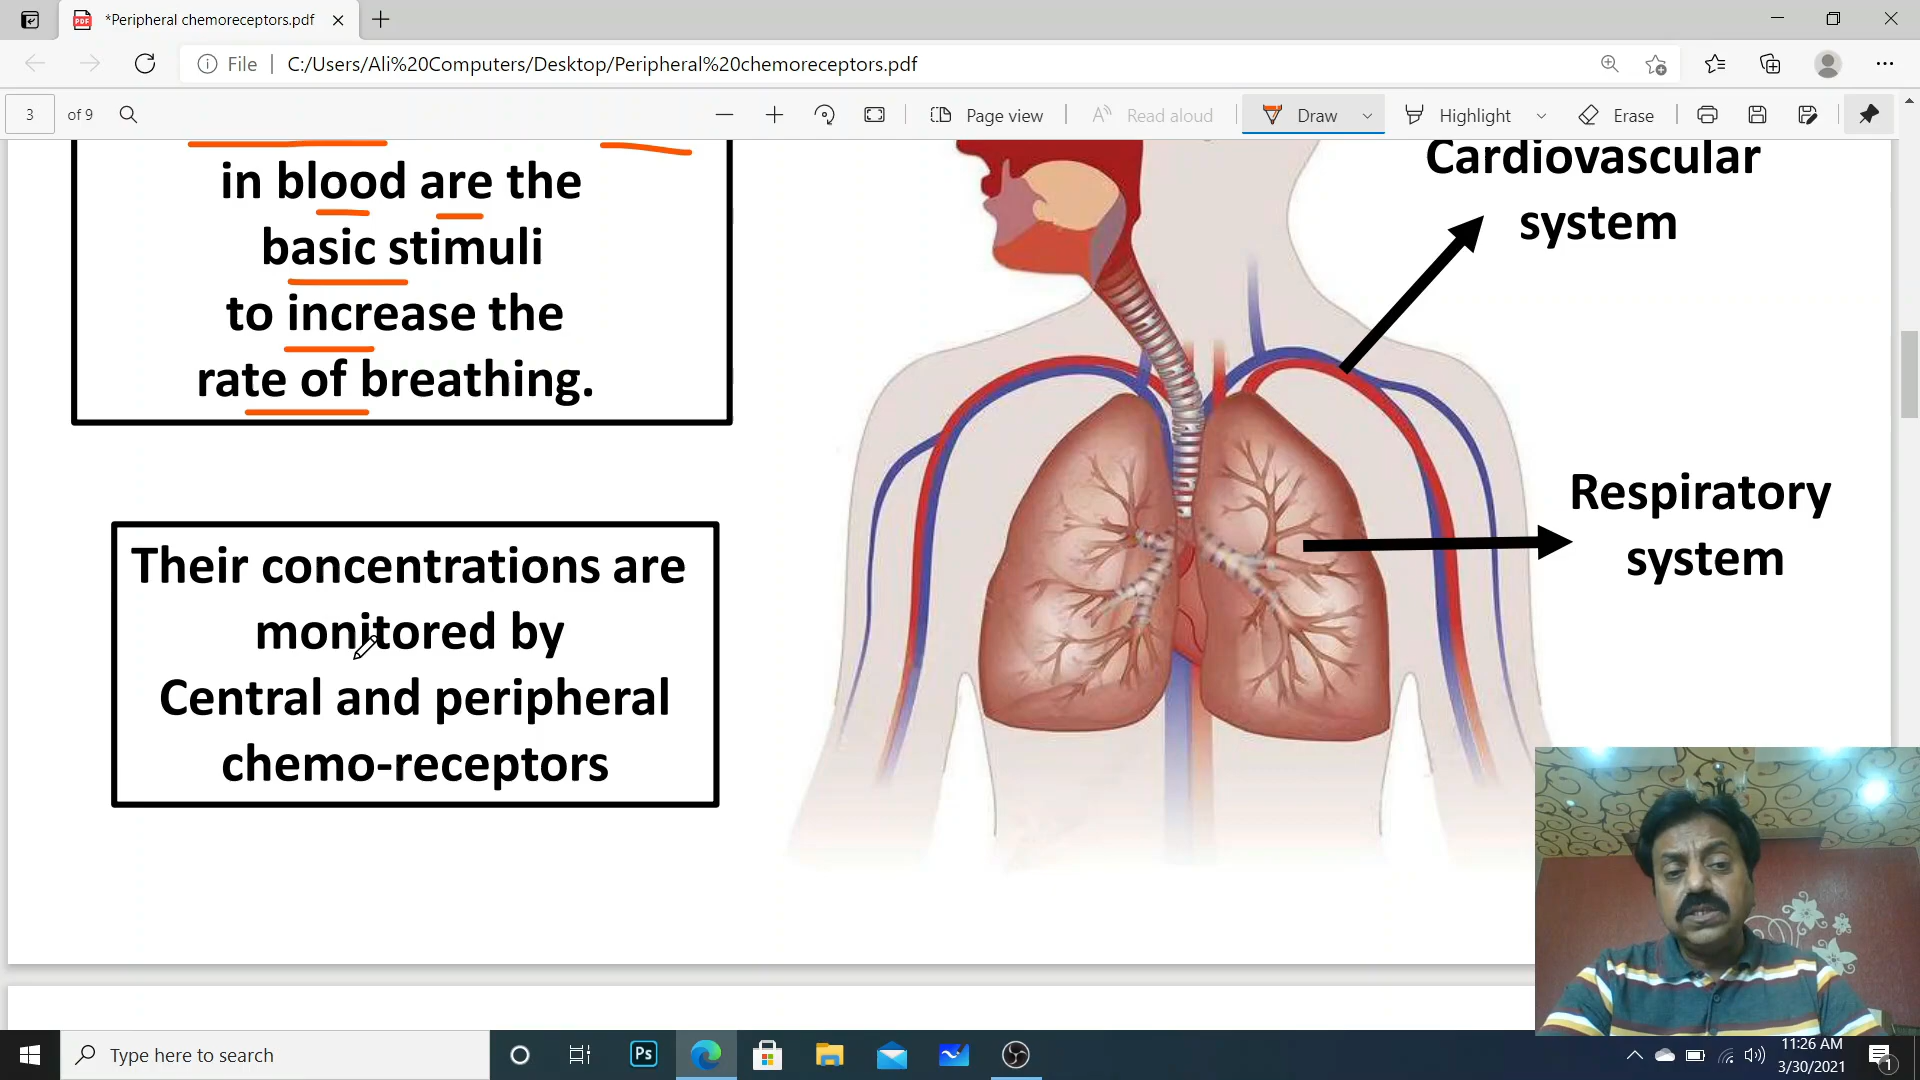 *Peripheral chemoreceptors.pdf
File
C:/Users/Ali%20Computers/Desktop/Peripheral%20chemoreceptors.pdf
3 of 9
Page view
Read aloud
Draw
Highlight
Erase
in blood are the
basic stimuli
to increase the
rate of breathing.
Their concentrations are
monitored by
Central and peripheral
chemo-receptors
Cardiovascular
system
Respiratory
system
Type here to search
Ps
11:26 AM
3/30/2021
1